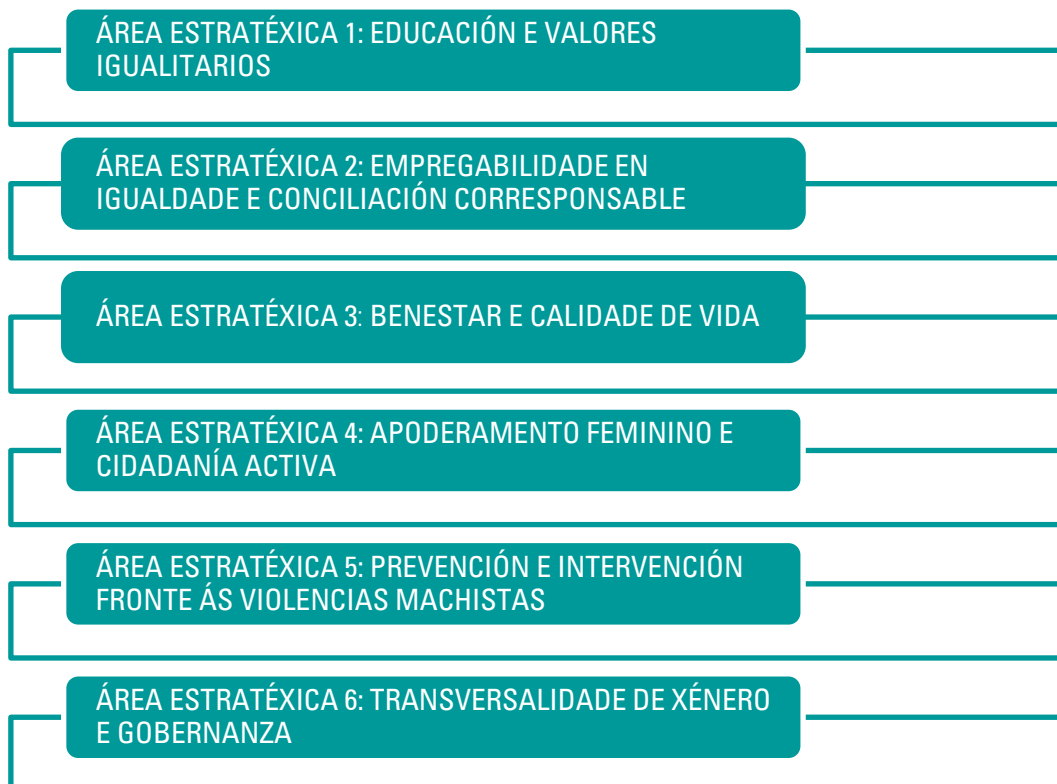 ÁREA ESTRATÉXICA 1: EDUCACIÓN E VALORES
IGUALITARIOS
ÁREA ESTRATÉXICA 2: EMPREGABILIDADE EN
IGUALDADE E CONCILIACIÓN CORRESPONSABLE
ÁREA ESTRATÉXICA 3: BENESTAR E CALIDADE DE VIDA
ÁREA ESTRATÉXICA 4: APODERAMENTO FEMININO E
CIDADANÍA ACTIVA
ÁREA ESTRATÉXICA 5: PREVENCIÓN E INTERVENCIÓN
FRONTE ÁS VIOLENCIAS MACHISTAS
ÁREA ESTRATÉXICA 6: TRANSVERSALIDADE DE XÉNERO
E GOBERNANZA